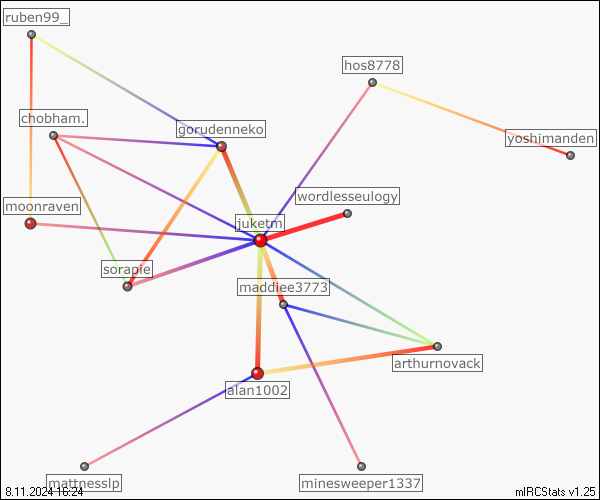 ruben99_
hos8778
chobham.
gorudenneko
yoshimanden
wordlesseulogy
moonraven
juketm
sorapie
maddiee3773
arthurnovack
alan1002
mattnesslp
minesweeper1337
8.11.2024 16:24
mIRCStats v1.25